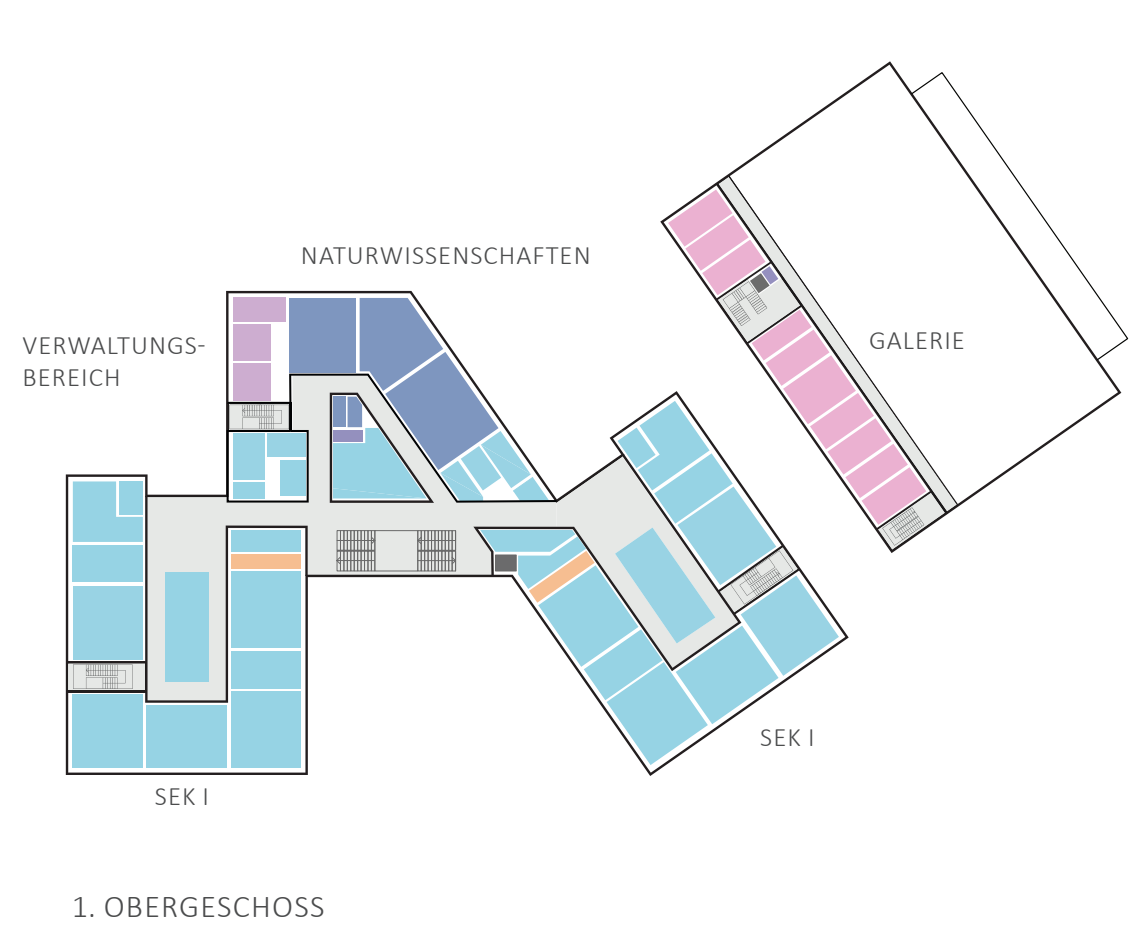 NATURWISSENSCHAFTEN
VERWALTUNGS-
BEREICH
GALERIE
SEK I
SEK I
1. OBERGESCHOSS